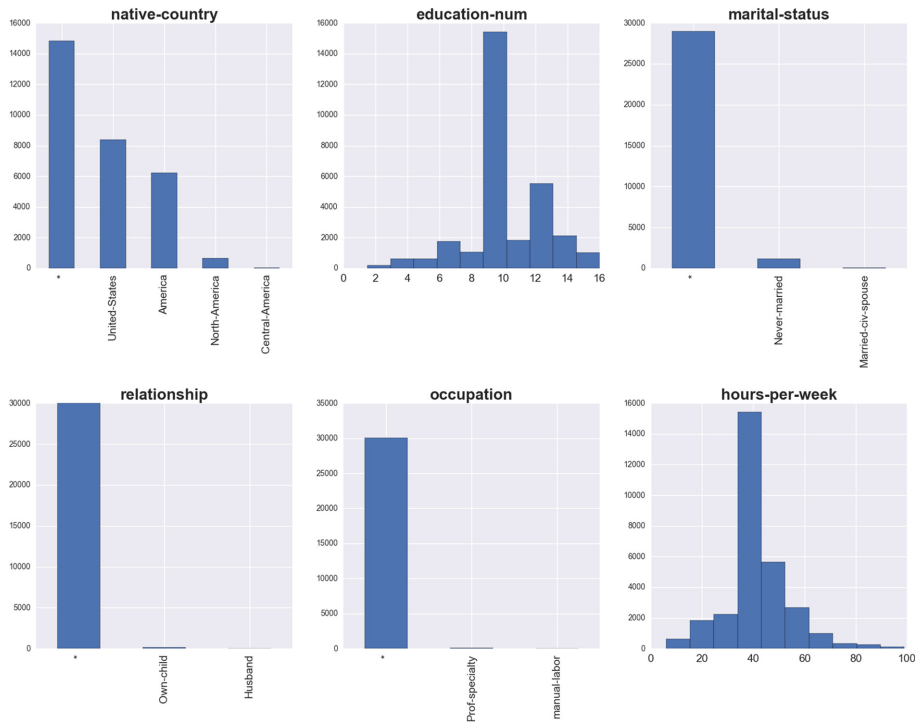 native-country
16000
14000
12000
10000
8000
6000
4000
2000
0
*
United-States
America
North-America
Central-America
education-num
16000
14000
12000
10000
8000
6000
4000
2000
0
0 2 4 6 8 10 12 14 16
marital-status
30000
25000
20000
15000
10000
5000
0
*
Never-married
Married-civ-spouse
relationship
30000
25000
20000
15000
10000
5000
0
*
Own-child
Husband
occupation
35000
30000
25000
20000
15000
10000
5000
0
*
Prof-specialty
manual-labor
hours-per-week
16000
14000
12000
10000
8000
6000
4000
2000
0
0 20 40 60 80 100